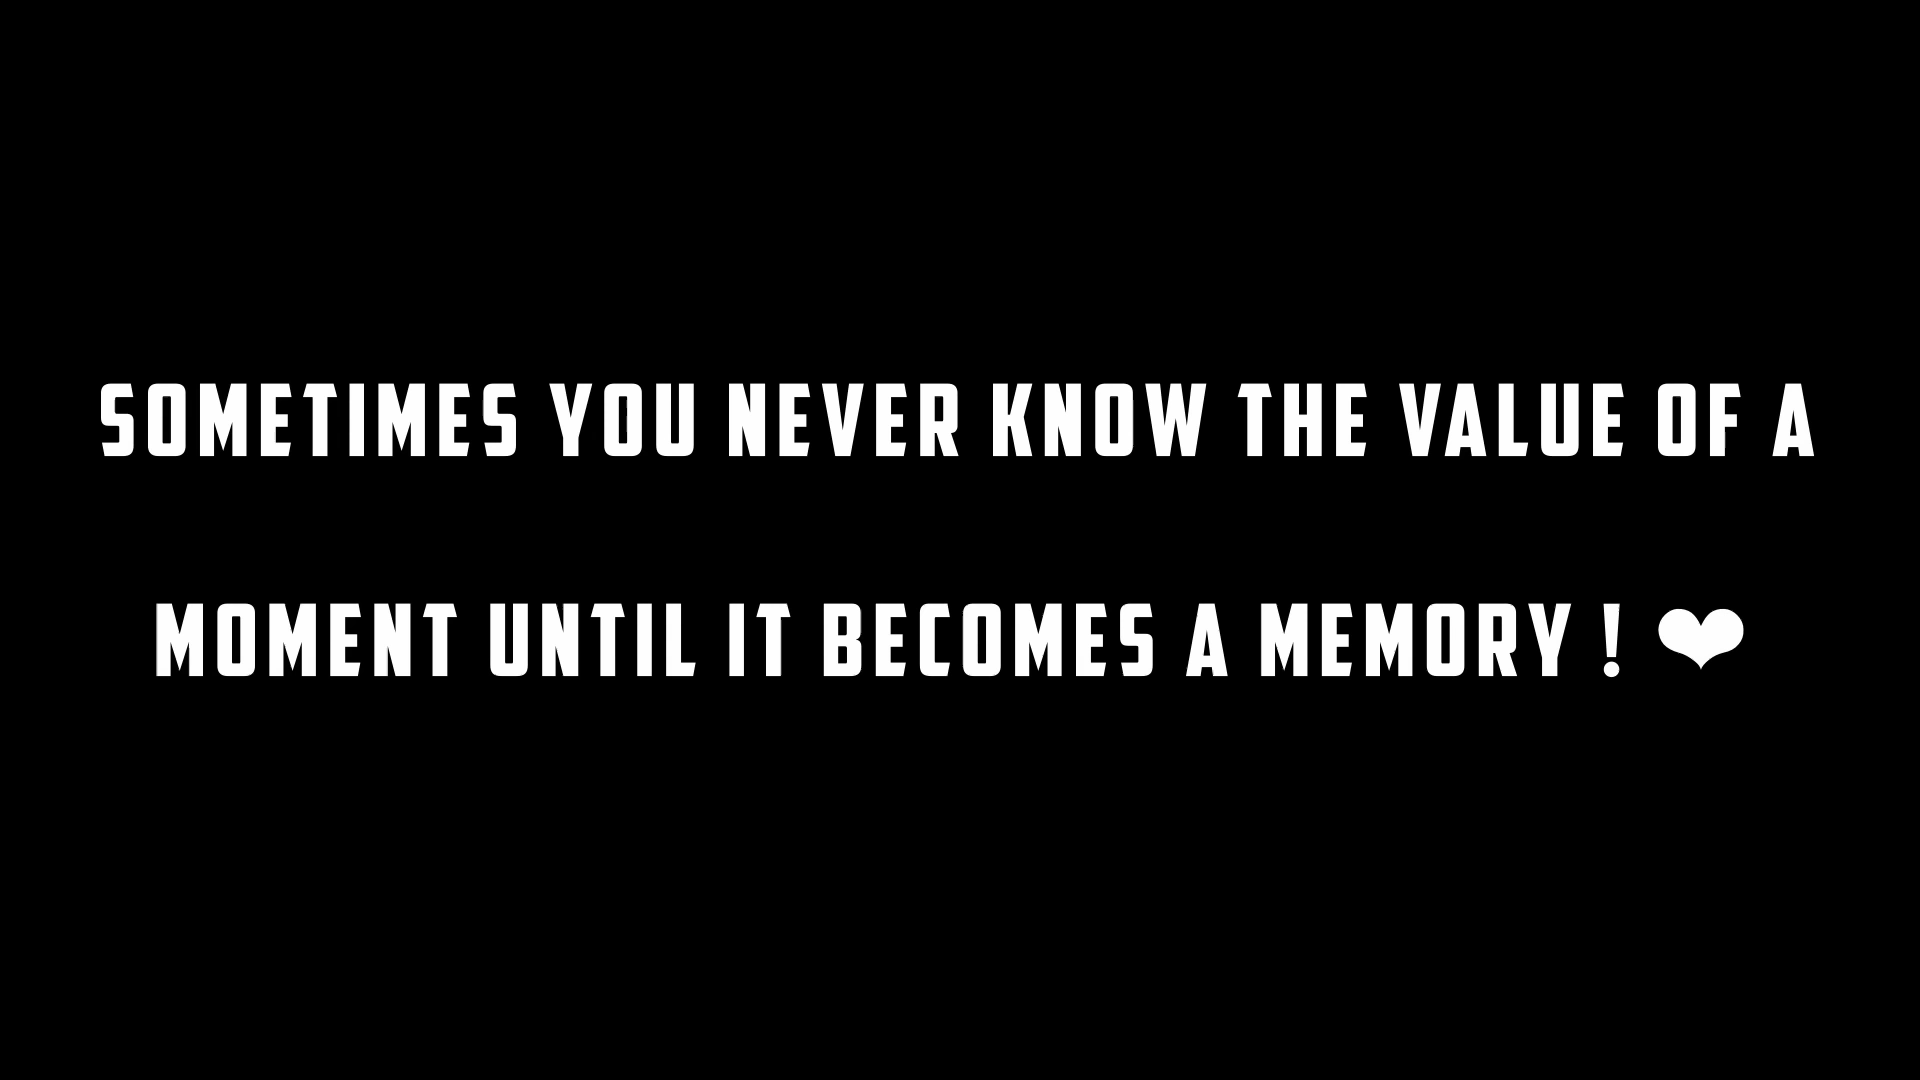 SOMETIMES YOU NEVER KNOW THE VALUE OF A
MOMENT UNTIL IT BECOMES A MEMORY ! ❤